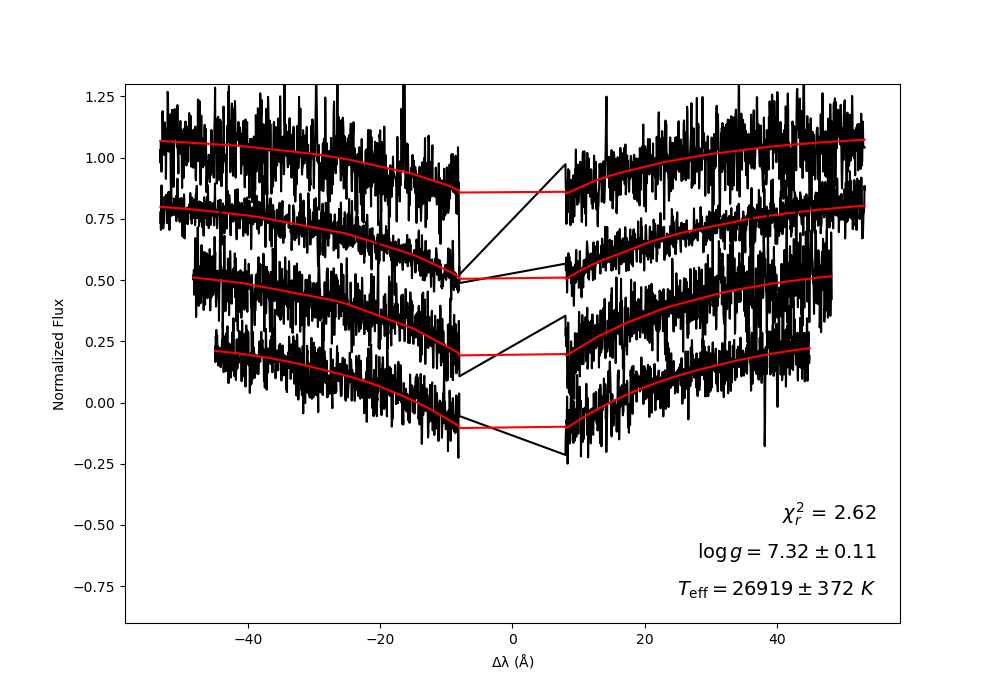 1.25
1.00
0.75
0.50
0.25
0.00
−0.25
−0.50
−0.75
Normalized Flux
χ²ᵣ = 2.62
log g = 7.32 ± 0.11
T_eff = 26919 ± 372 K
−40 −20 0 20 40
Δλ (Å)